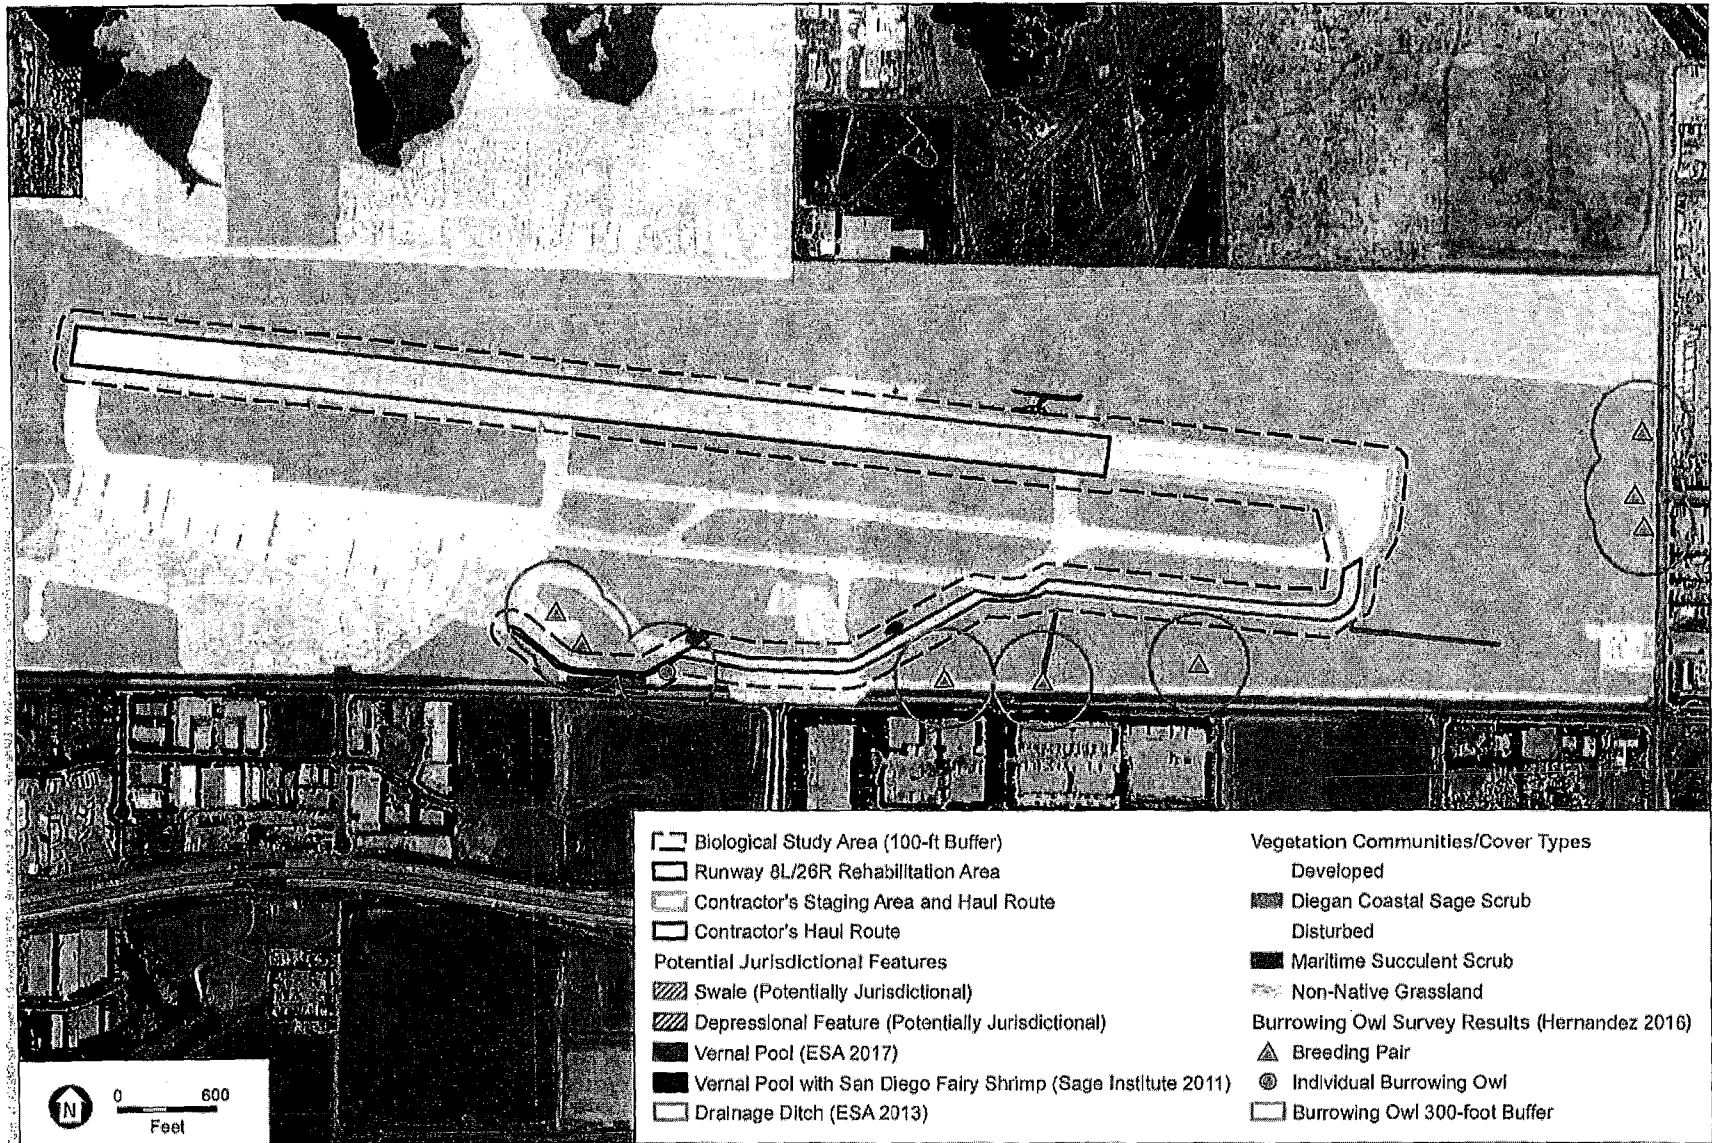 Biological Study Area (100-ft Buffer)
Runway 8L/26R Rehabilitation Area
Contractor's Staging Area and Haul Route
Contractor's Haul Route
Potential Jurisdictional Features
Swale (Potentially Jurisdictional)
Depressional Feature (Potentially Jurisdictional)
Vernal Pool (ESA 2017)
Vernal Pool with San Diego Fairy Shrimp (Sage Institute 2011)
Drainage Ditch (ESA 2013)
Vegetation Communities/Cover Types
Developed
Diegan Coastal Sage Scrub
Disturbed
Maritime Succulent Scrub
Non-Native Grassland
Burrowing Owl Survey Results (Hernandez 2016)
Breeding Pair
Individual Burrowing Owl
Burrowing Owl 300-foot Buffer
N
0 600
Feet